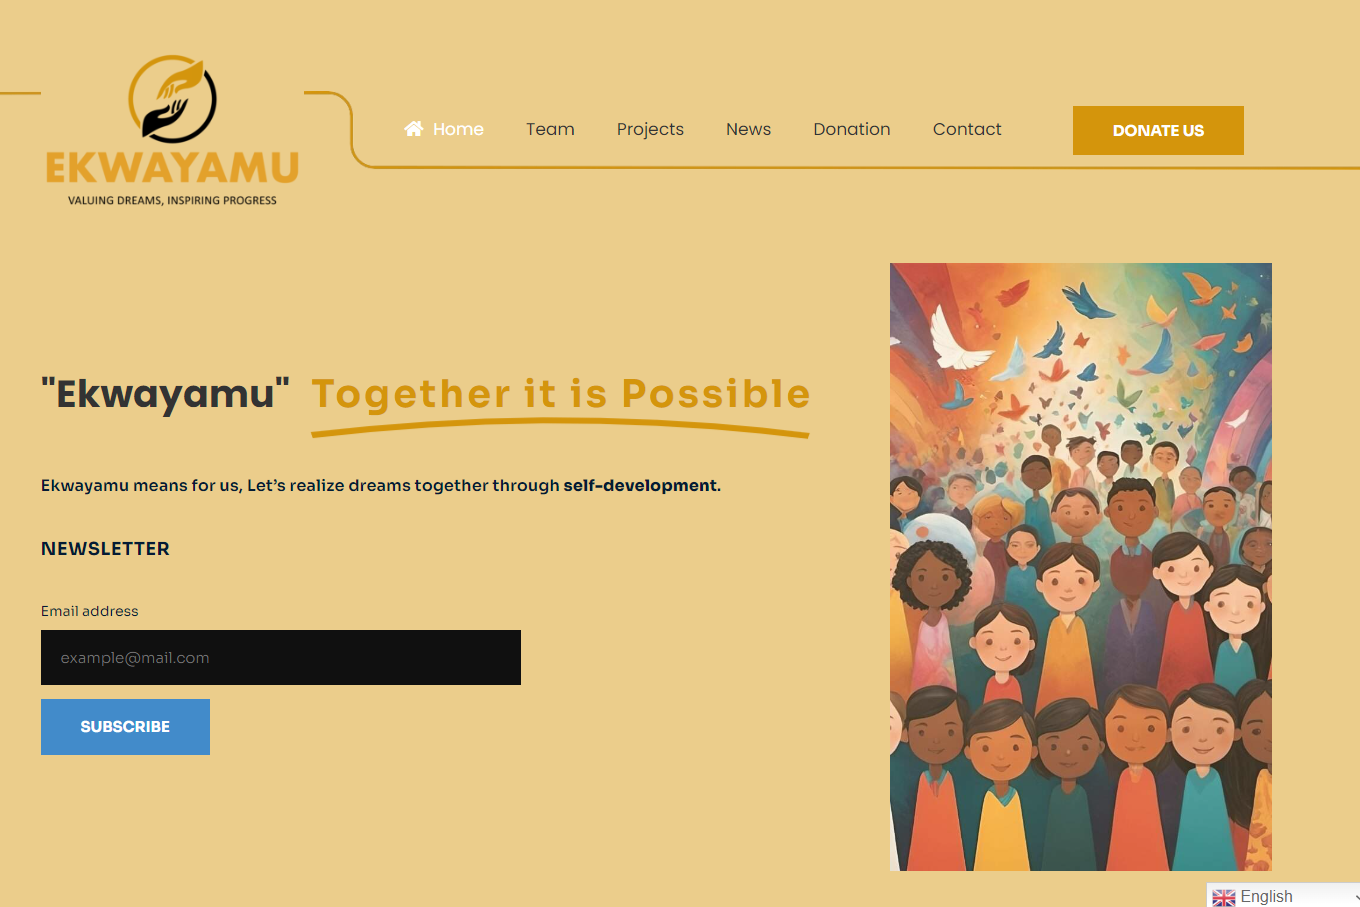 EKWAYAMU
VALUING DREAMS, INSPIRING PROGRESS
Home Team Projects News Donation Contact DONATE US
"Ekwayamu" Together it is Possible
Ekwayamu means for us, Let’s realize dreams together through self-development.
NEWSLETTER
Email address
example@mail.com
SUBSCRIBE
English